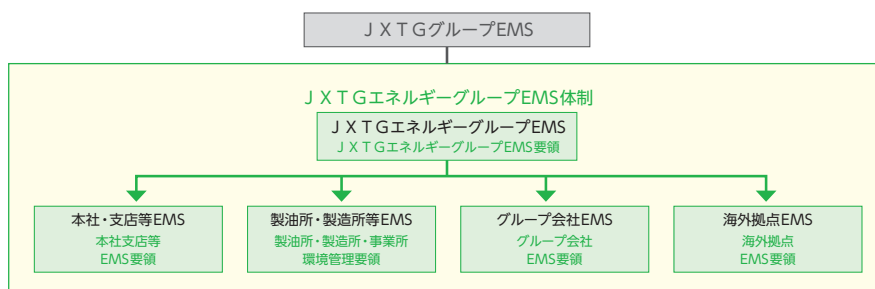 ＪＸＴＧグループEMS
ＪＸＴＧエネルギーグループEMS体制
ＪＸＴＧエネルギーグループEMS
ＪＸＴＧエネルギーグループEMS要領
本社・支店等EMS
本社支店等
EMS要領
製油所・製造所等EMS
製油所・製造所・事業所
環境管理要領
グループ会社EMS
グループ会社
EMS要領
海外拠点EMS
海外拠点
EMS要領